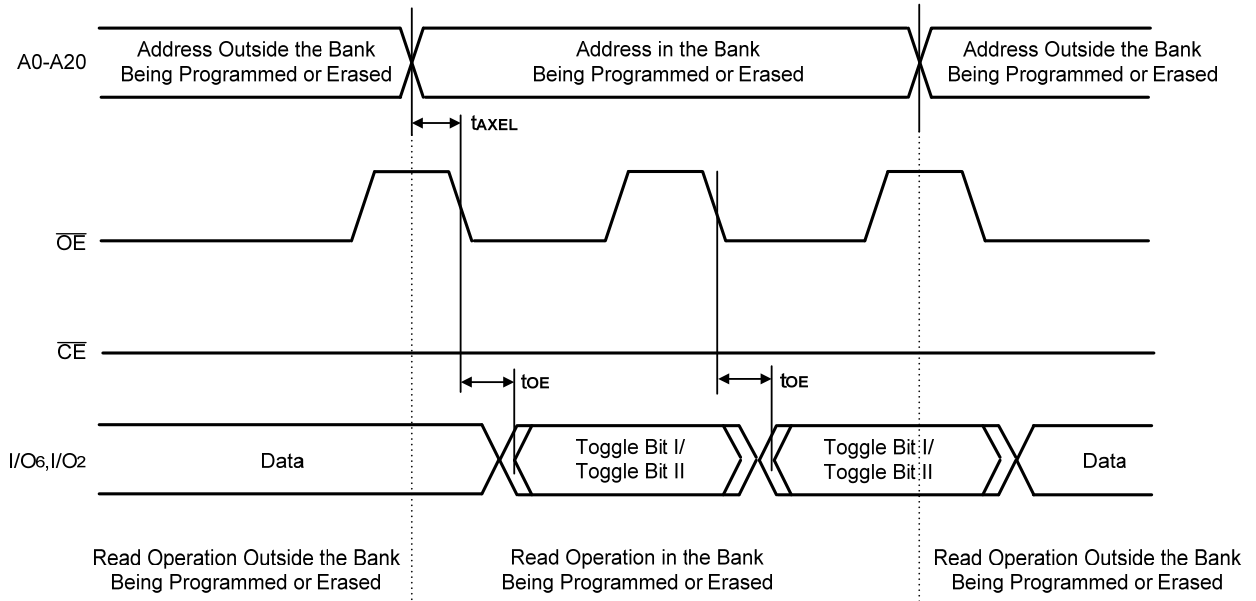 A0-A20
Address Outside the Bank
Being Programmed or Erased
Address in the Bank
Being Programmed or Erased
Address Outside the Bank
Being Programmed or Erased
tAXEL
OE
CE
tOE
tOE
I/O6,I/O2
Data
Toggle Bit I/
Toggle Bit II
Toggle Bit I/
Toggle Bit II
Data
Read Operation Outside the Bank
Being Programmed or Erased
Read Operation in the Bank
Being Programmed or Erased
Read Operation Outside the Bank
Being Programmed or Erased